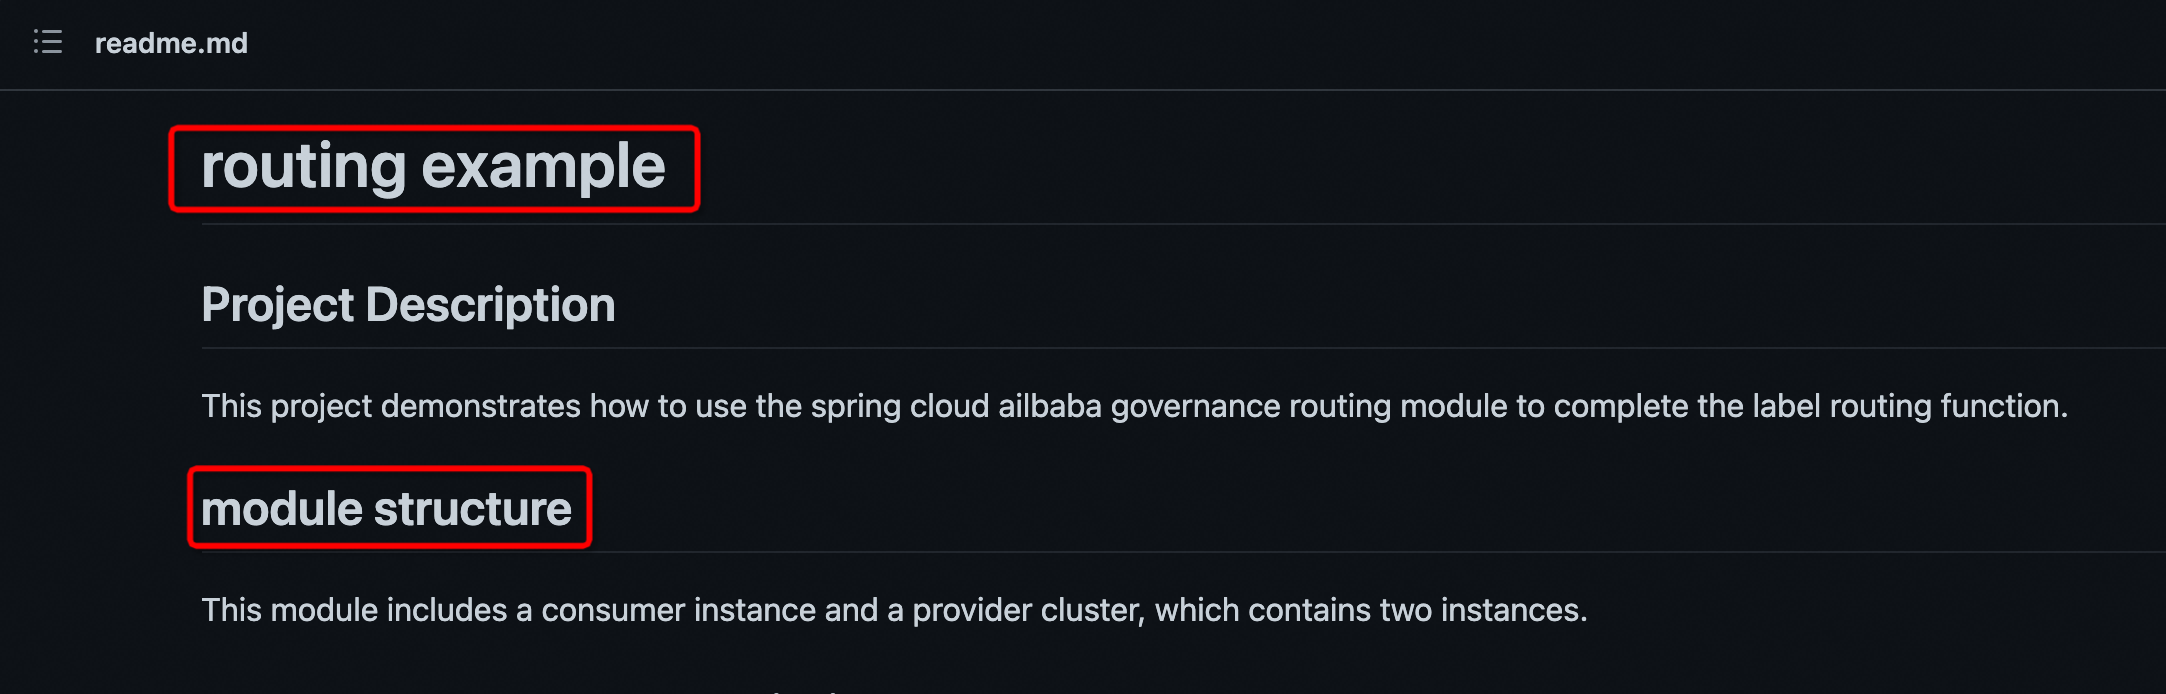 readme.md
routing example
Project Description
This project demonstrates how to use the spring cloud ailbaba governance routing module to complete the label routing function.
module structure
This module includes a consumer instance and a provider cluster, which contains two instances.